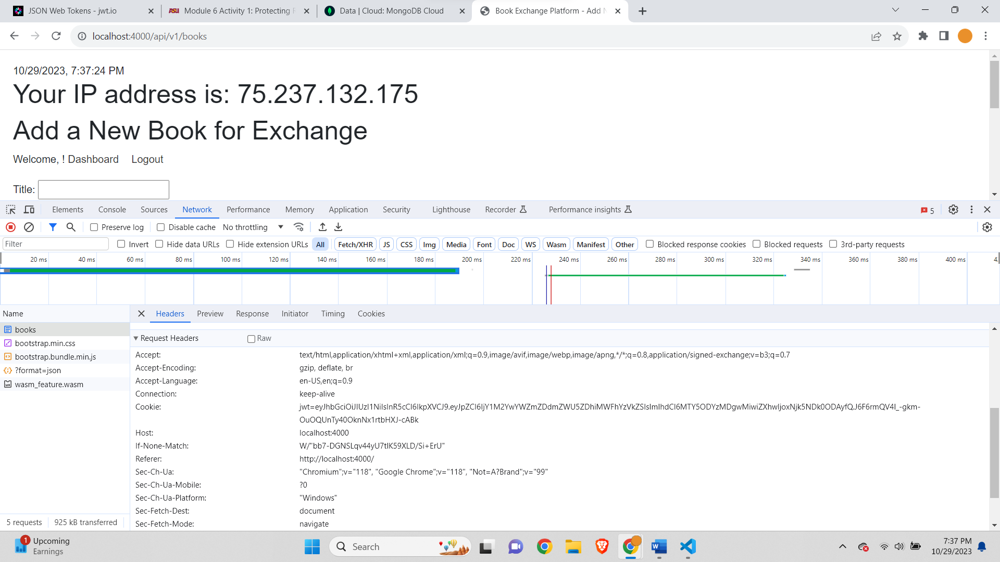 JSON Web Tokens - jwt.io
Module 6 Activity 1: Protecting R
Data | Cloud: MongoDB Cloud
Book Exchange Platform - Add N
localhost:4000/api/v1/books
10/29/2023, 7:37:24 PM
Your IP address is: 75.237.132.175
Add a New Book for Exchange
Welcome, ! Dashboard Logout
Title:
Elements Console Sources Network Performance Memory Application Security Lighthouse Recorder Performance insights 5
Preserve log Disable cache No throttling
Filter Invert Hide data URLs Hide extension URLs All Fetch/XHR JS CSS Img Media Font Doc WS Wasm Manifest Other Blocked response cookies Blocked requests 3rd-party requests
20 ms 40 ms 60 ms 80 ms 100 ms 120 ms 140 ms 160 ms 180 ms 200 ms 220 ms 240 ms 260 ms 280 ms 300 ms 320 ms 340 ms 360 ms 380 ms 400 ms
Name
books
bootstrap.min.css
bootstrap.bundle.min.js
?format=json
wasm_feature.wasm
5 requests 925 kB transferred
Headers Preview Response Initiator Timing Cookies
Request Headers Raw
Accept: text/html,application/xhtml+xml,application/xml;q=0.9,image/avif,image/webp,image/apng,*/*;q=0.8,application/signed-exchange;v=b3;q=0.7
Accept-Encoding: gzip, deflate, br
Accept-Language: en-US,en;q=0.9
Connection: keep-alive
Cookie: jwt=eyJhbGciOiJIUzI1NiIsInR5cCI6IkpXVCJ9.eyJpZCI6IjY1M2YwYWZmZDdmZWU5ZDhiMWFhYzVkZSIsImlhdCI6MTY5ODYzMDgwMiwiZXhwIjoxNjk5NDk0ODAyfQ.J6F6rmQV4I_-gkm-
OuOQUnTy40OknNx1rtbHXJ-cABk
Host: localhost:4000
If-None-Match: W/"bb7-DGNSLqv44yU7tIK59XLD/Si+ErU"
Referer: http://localhost:4000/
Sec-Ch-Ua: "Chromium";v="118", "Google Chrome";v="118", "Not=A?Brand";v="99"
Sec-Ch-Ua-Mobile: ?0
Sec-Ch-Ua-Platform: "Windows"
Sec-Fetch-Dest: document
Sec-Fetch-Mode: navigate
1
Upcoming
Earnings
Search
7:37 PM
10/29/2023